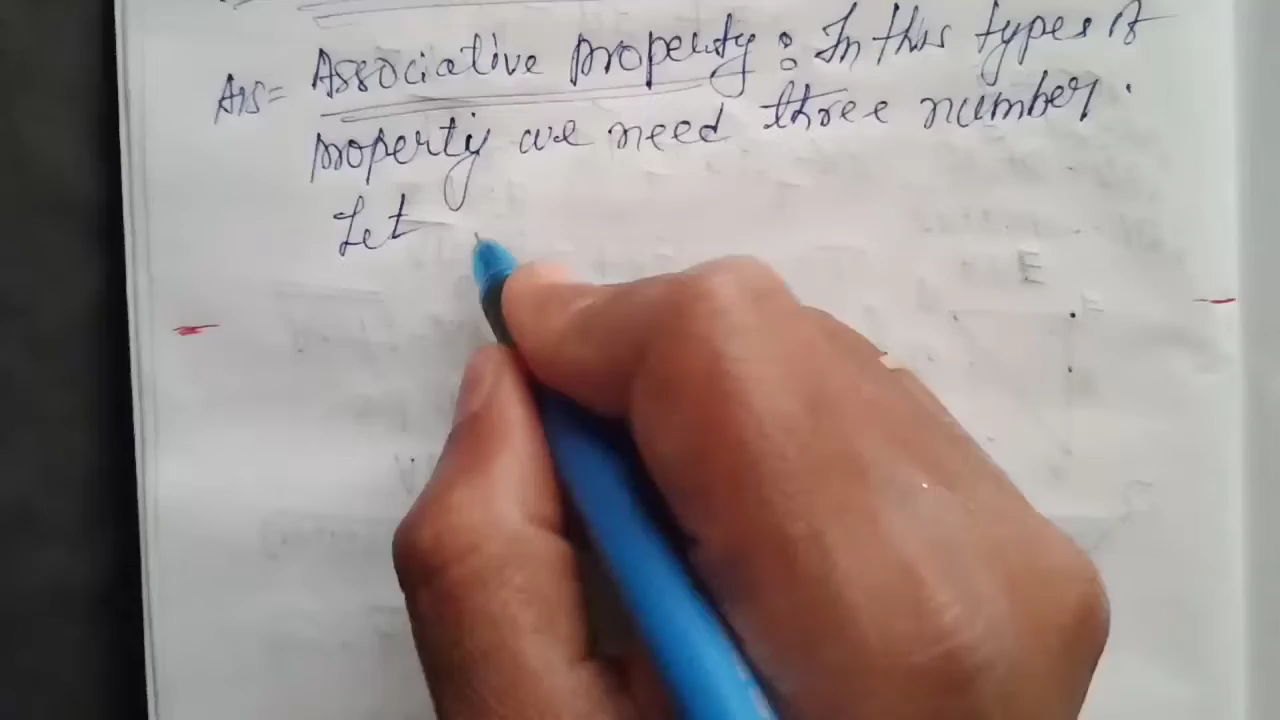 Ans= Associative property : In this types of
property we need three number.
Let